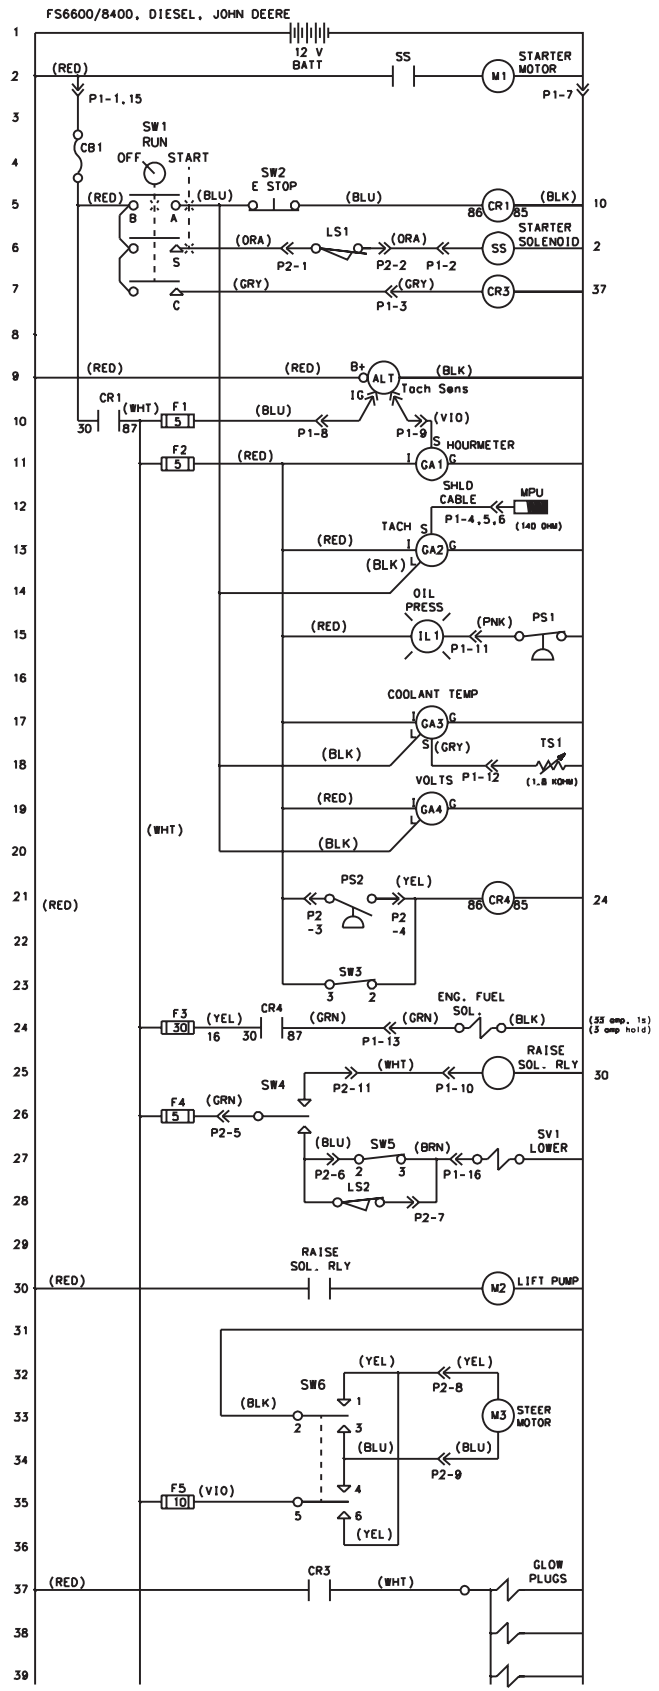 FS6600/8400, DIESEL, JOHN DEERE
1
12 V
BATT
2 (RED) SS M1 STARTER
MOTOR
P1-1,15 P1-7
3
CB1 SW1
RUN
4 OFF START
SW2
E STOP
5 (RED) B A (BLU) (BLU) 86 CR1 85 (BLK) 10
STARTER
SOLENOID
6 S (ORA) P2-1 LS1 (ORA) P2-2 P1-2 SS 2
7 C (GRY) P1-3 (GRY) CR3 37
8
9 (RED) (RED) B+ ALT (BLK)
IG Tach Sens
CR1
10 30 87 (WHT) F1 5 (BLU) P1-8 P1-9 (VIO)
S HOURMETER
11 F2 5 (RED) I GA1 G
SHLD
CABLE
12 MPU
P1-4,5,6 (140 OHM)
TACH S
13 (RED) I GA2 G
(BLK) L
14
OIL
PRESS
15 (RED) IL1 (PNK) P1-11 PS1
16
COOLANT TEMP
17 I GA3 G
L S (GRY) TS1
18 (BLK) P1-12 (1.8 KOHM)
VOLTS
19 (RED) I GA4 G
L
20 (WHT) (BLK)
21 (RED) PS2 (YEL) 86 CR4 85 24
P2
-3 P2
-4
22
23 SW3
3 2
24 F3 30 (YEL) 16 30 CR4 87 (GRN) P1-13 (GRN) ENG. FUEL
SOL. (BLK) (33 amp, 1s)
(3 amp hold)
25 SW4 P2-11 (WHT) P1-10 RAISE
SOL. RLY 30
26 F4 5 (GRN) P2-5
27 (BLU) P2-6 2 SW5 3 (BRN) P1-16 SV1
LOWER
28 LS2 P2-7
29
RAISE
SOL. RLY
30 (RED) M2 LIFT PUMP
31
32 (YEL) P2-8 (YEL)
SW6
33 (BLK) 2 1 3 M3 STEER
MOTOR
34 (BLU) P2-9 (BLU)
35 F5 10 (VIO) 5 4 6
36 (YEL)
37 (RED) CR3 (WHT) GLOW
PLUGS
38
39